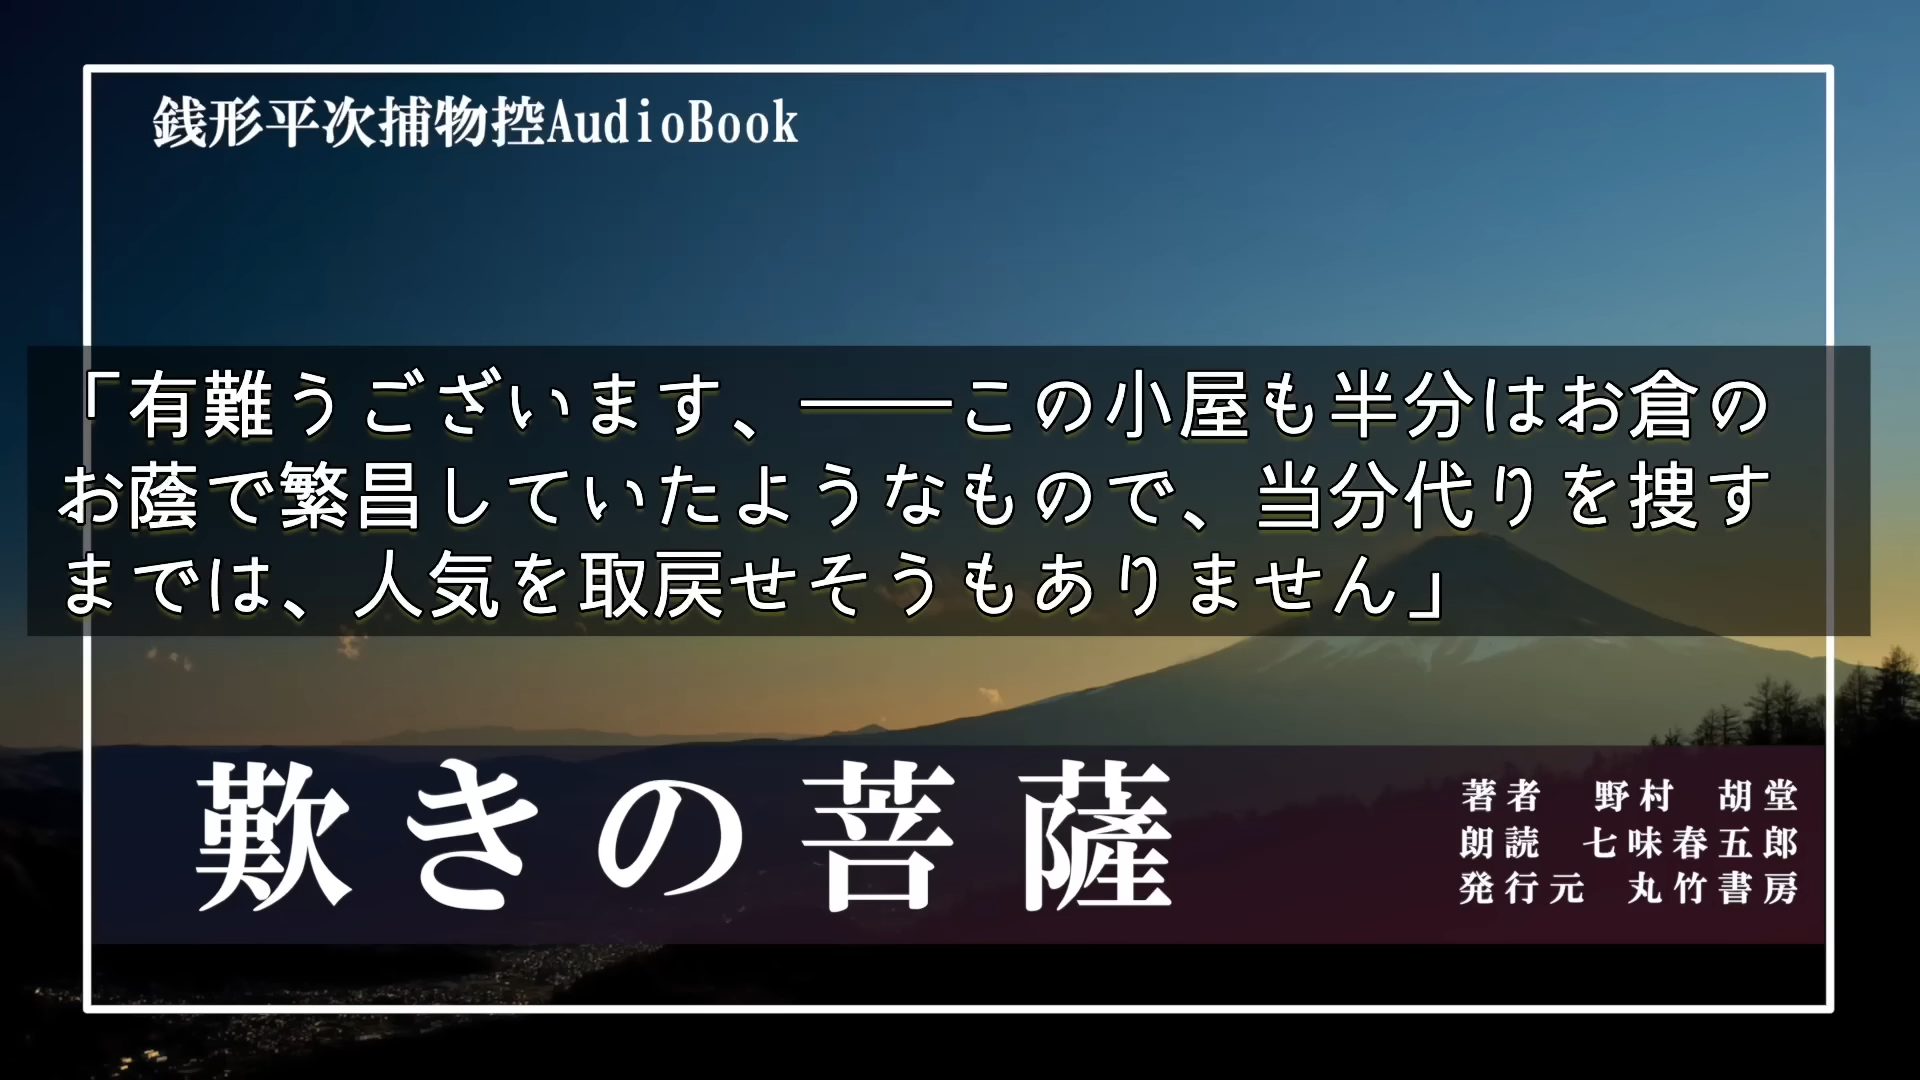 銭形平次捕物控AudioBook
「有難うございます、――この小屋も半分はお倉の
お蔭で繁昌していたようなもので、当分代りを捜す
までは、人気を取戻せそうもありません」
歎きの菩薩
著者 野村 胡堂
朗読 七味春五郎
発行元 丸竹書房